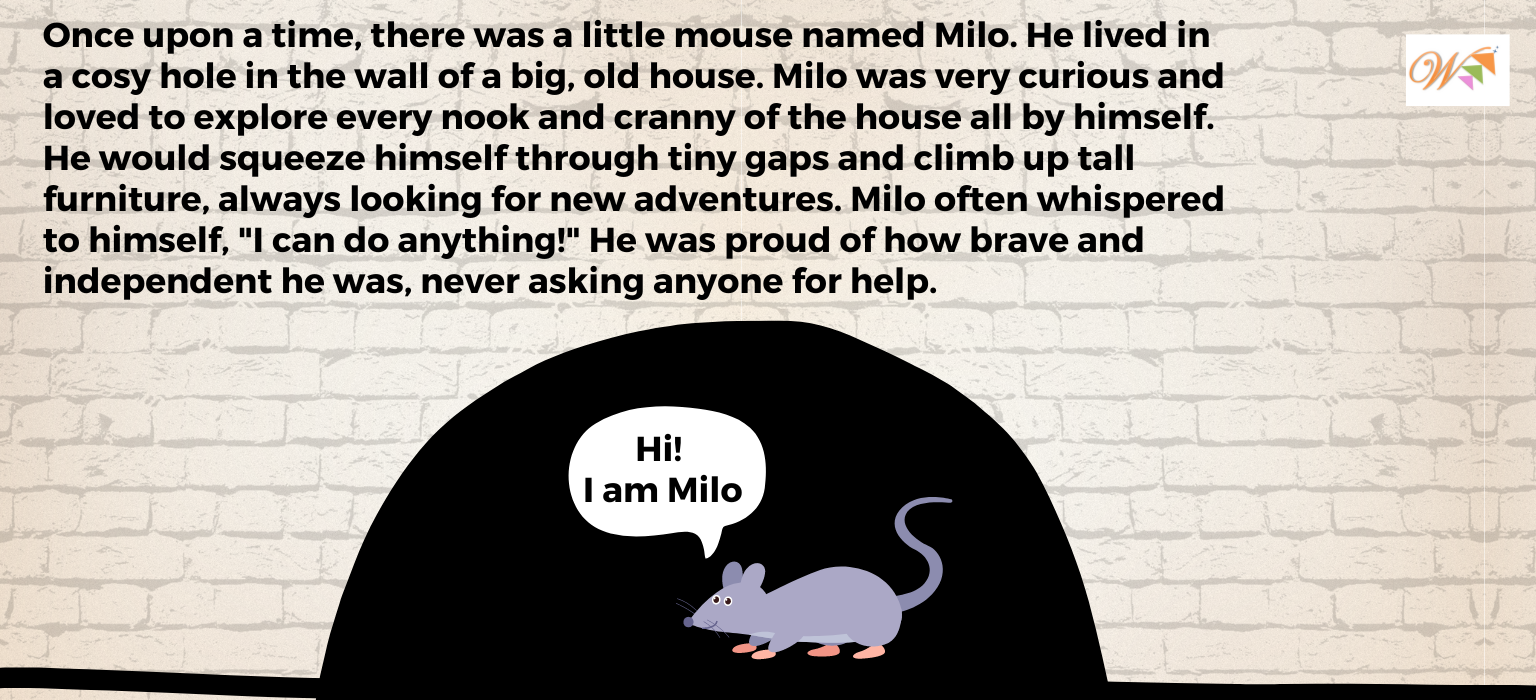 Once upon a time, there was a little mouse named Milo. He lived in
a cosy hole in the wall of a big, old house. Milo was very curious and
loved to explore every nook and cranny of the house all by himself.
He would squeeze himself through tiny gaps and climb up tall
furniture, always looking for new adventures. Milo often whispered
to himself, "I can do anything!" He was proud of how brave and
independent he was, never asking anyone for help.
W
Hi!
I am Milo